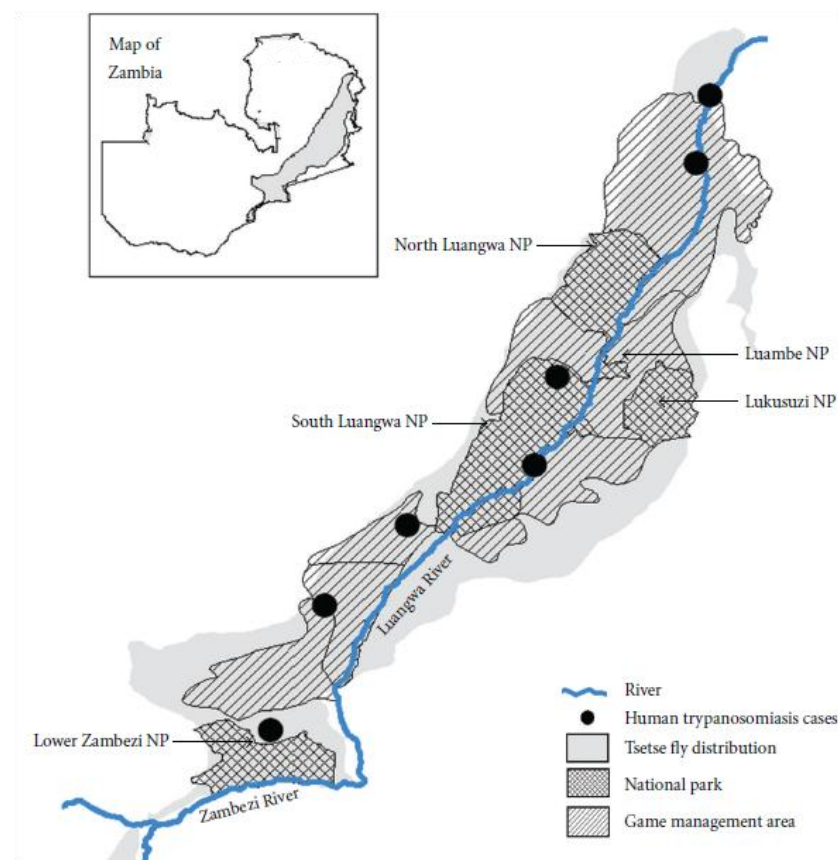 Map of
Zambia
North Luangwa NP
Luambe NP
Lukusuzi NP
South Luangwa NP
Luangwa River
Lower Zambezi NP
Zambezi River
River
Human trypanosomiasis cases
Tsetse fly distribution
National park
Game management area